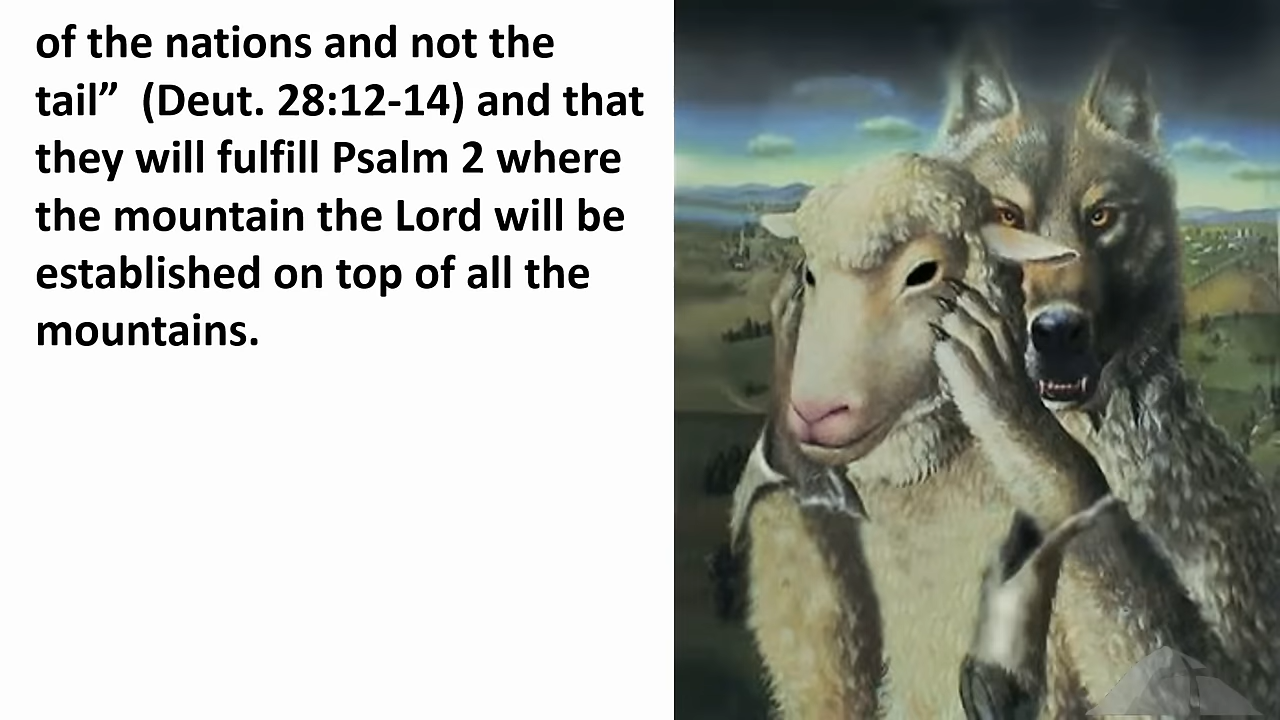 of the nations and not the
tail”  (Deut. 28:12-14) and that
they will fulfill Psalm 2 where
the mountain the Lord will be
established on top of all the
mountains.